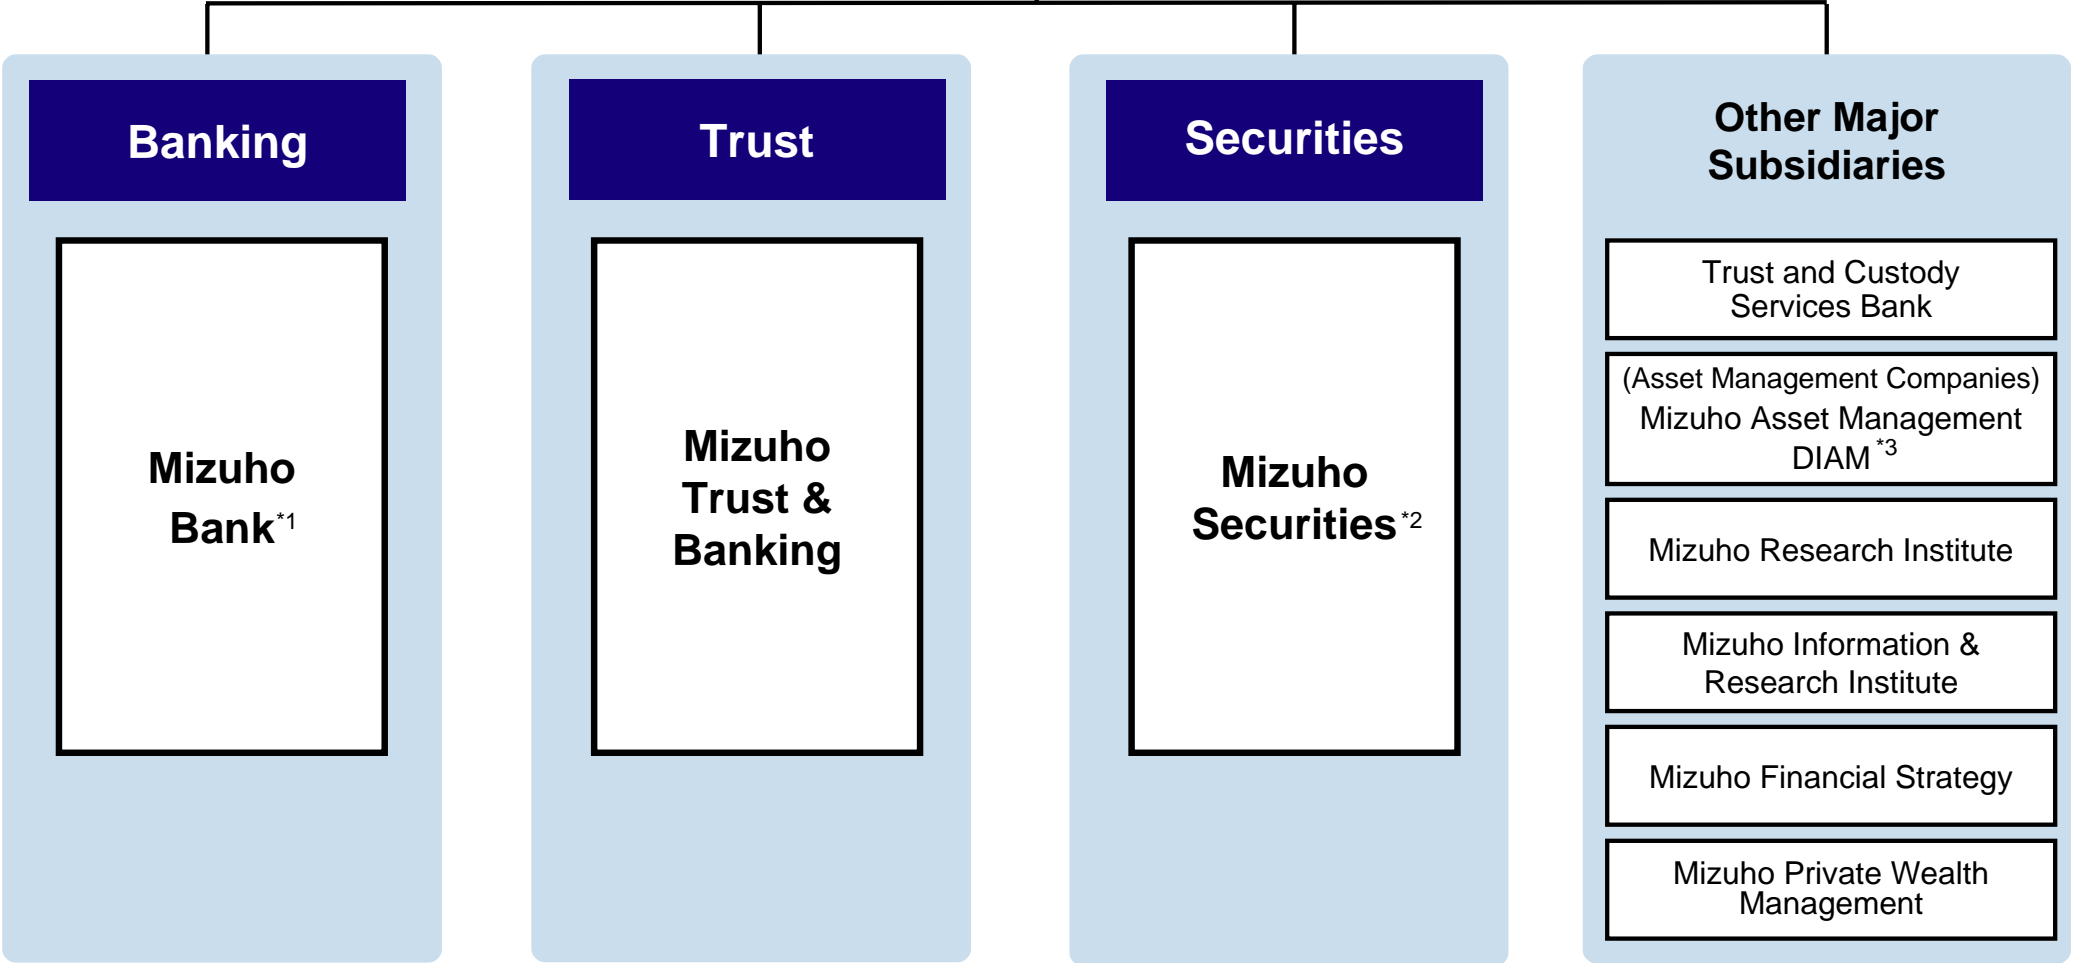 Banking
Trust
Securities
Other Major
Subsidiaries
Mizuho
Bank*1
Mizuho
Trust &
Banking
Mizuho
Securities*2
Trust and Custody
Services Bank
(Asset Management Companies)
Mizuho Asset Management
DIAM*3
Mizuho Research Institute
Mizuho Information &
Research Institute
Mizuho Financial Strategy
Mizuho Private Wealth
Management